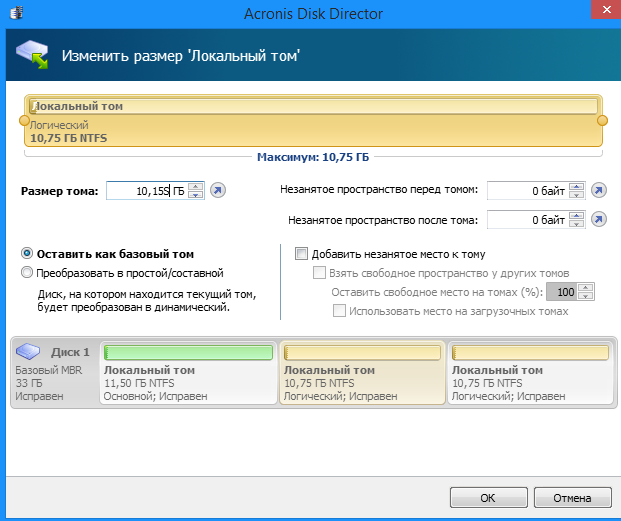 Acronis Disk Director
Изменить размер 'Локальный том'
Локальный том
Логический
10,75 ГБ NTFS
Максимум: 10,75 ГБ
Размер тома: 10,15S ГБ
Незанятое пространство перед томом: 0 байт
Незанятое пространство после тома: 0 байт
Оставить как базовый том
Преобразовать в простой/составной
Диск, на котором находится текущий том,
будет преобразован в динамический.
Добавить незанятое место к тому
Взять свободное пространство у других томов
Оставить свободное место на томах (%): 100
Использовать место на загрузочных томах
Диск 1
Базовый MBR
33 ГБ
Исправен
Локальный том
11,50 ГБ NTFS
Основной; Исправен
Локальный том
10,75 ГБ NTFS
Логический; Исправен
Локальный том
10,75 ГБ NTFS
Логический; Исправен
ОК
Отмена